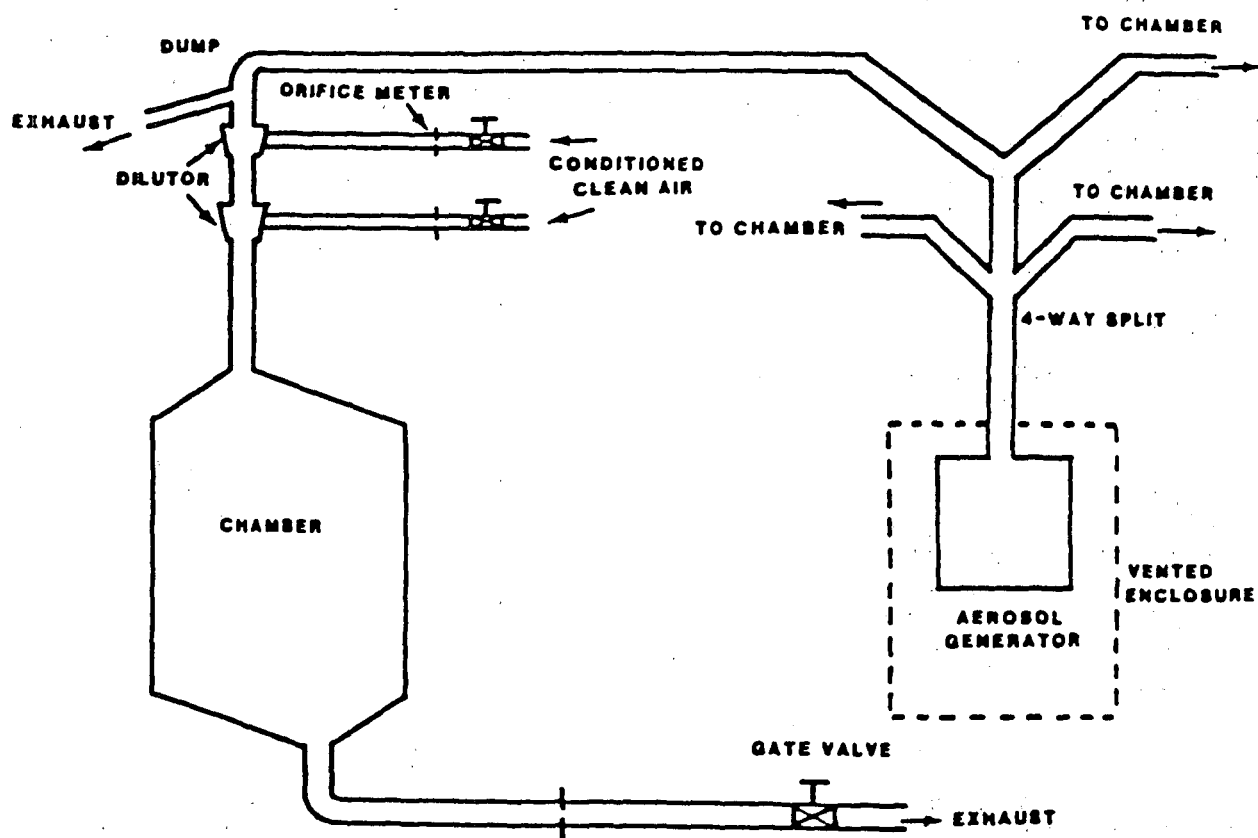 TO CHAMBER
DUMP
ORIFICE METER
EXHAUST
DILUTOR
CONDITIONED
CLEAN AIR
TO CHAMBER
TO CHAMBER
4-WAY SPLIT
CHAMBER
VENTED
ENCLOSURE
AEROSOL
GENERATOR
GATE VALVE
EXHAUST